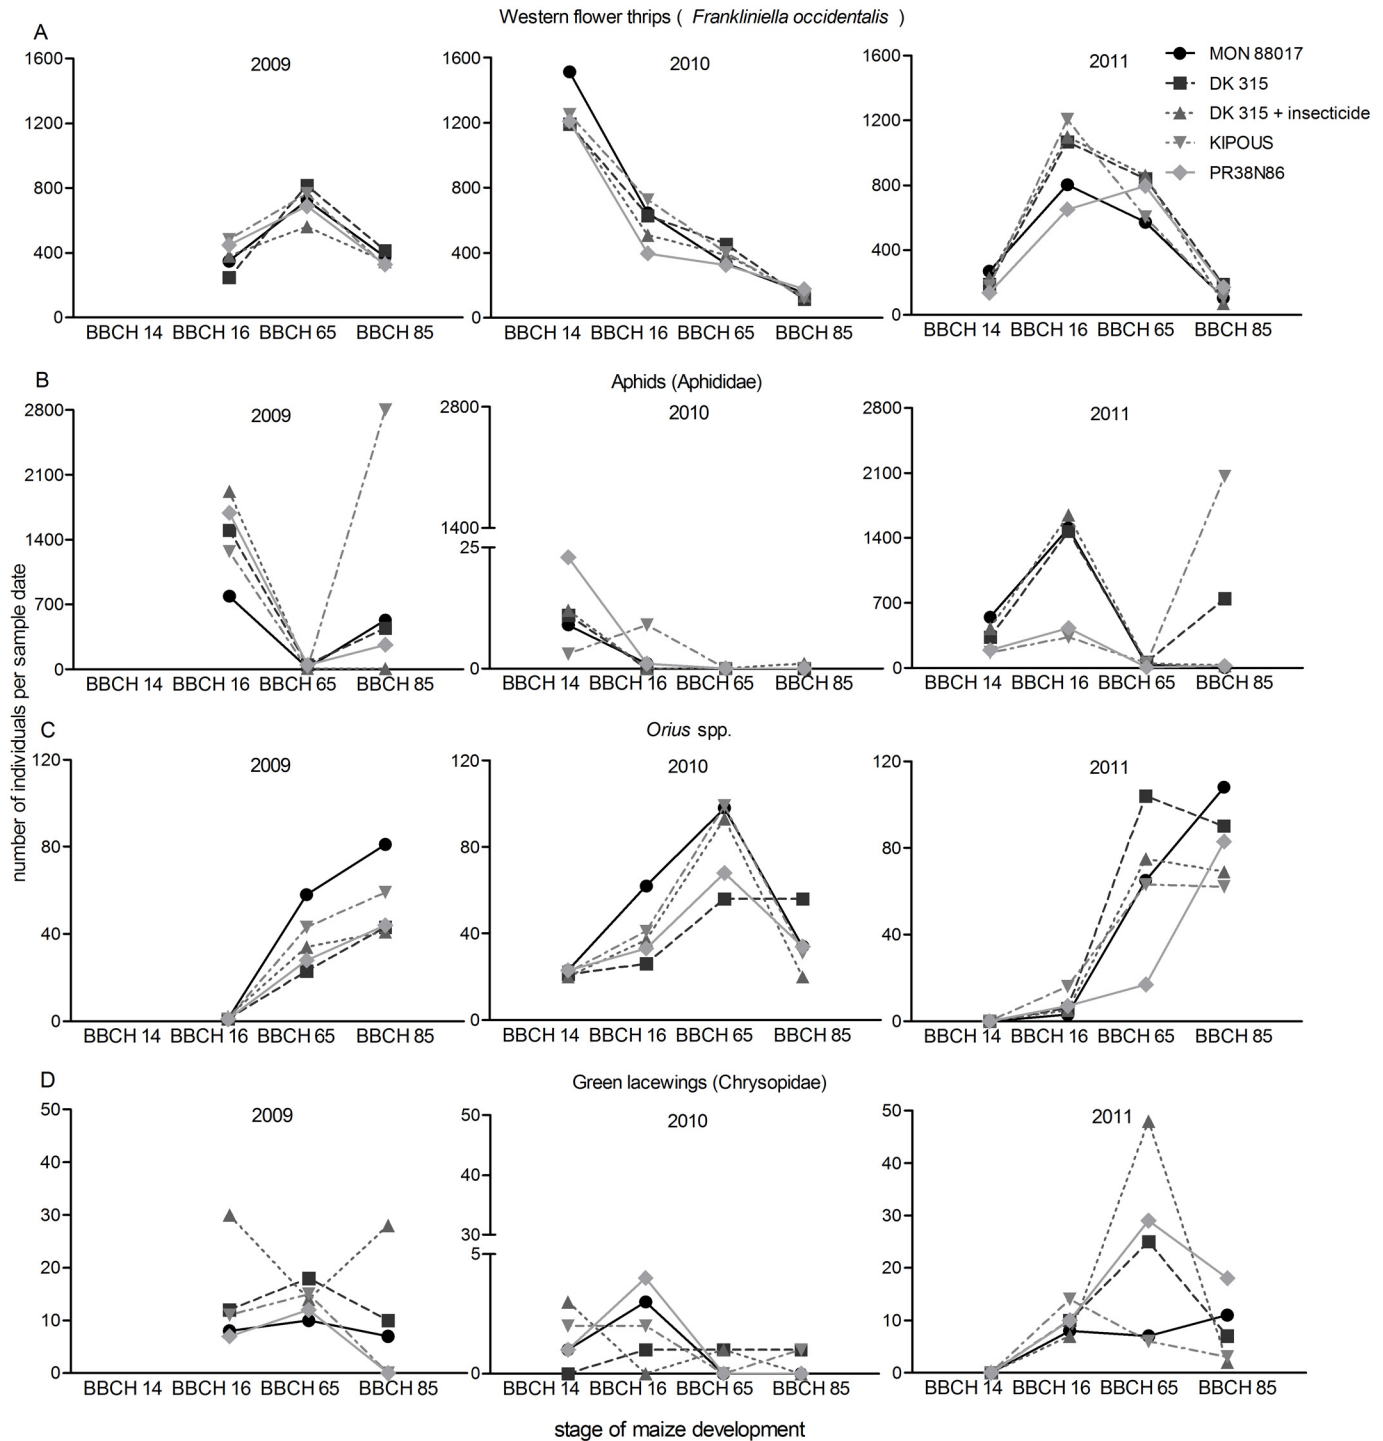 Western flower thrips ( Frankliniella occidentalis )
A
2009
2010
2011
MON 88017
DK 315
DK 315 + insecticide
KIPOUS
PR38N86
1600
1200
800
400
0
1600
1200
800
400
0
1600
1200
800
400
0
BBCH 14 BBCH 16 BBCH 65 BBCH 85
BBCH 14 BBCH 16 BBCH 65 BBCH 85
BBCH 14 BBCH 16 BBCH 65 BBCH 85
B
Aphids (Aphididae)
2009
2010
2011
2800
2100
1400
700
0
2800
1400
25
0
2800
2100
1400
700
0
BBCH 14 BBCH 16 BBCH 65 BBCH 85
BBCH 14 BBCH 16 BBCH 65 BBCH 85
BBCH 14 BBCH 16 BBCH 65 BBCH 85
number of individuals per sample date
C
Orius spp.
2009
2010
2011
120
80
40
0
120
80
40
0
120
80
40
0
BBCH 14 BBCH 16 BBCH 65 BBCH 85
BBCH 14 BBCH 16 BBCH 65 BBCH 85
BBCH 14 BBCH 16 BBCH 65 BBCH 85
D
Green lacewings (Chrysopidae)
2009
2010
2011
50
40
30
20
10
0
50
40
30
5
0
50
40
30
20
10
0
BBCH 14 BBCH 16 BBCH 65 BBCH 85
BBCH 14 BBCH 16 BBCH 65 BBCH 85
BBCH 14 BBCH 16 BBCH 65 BBCH 85
stage of maize development